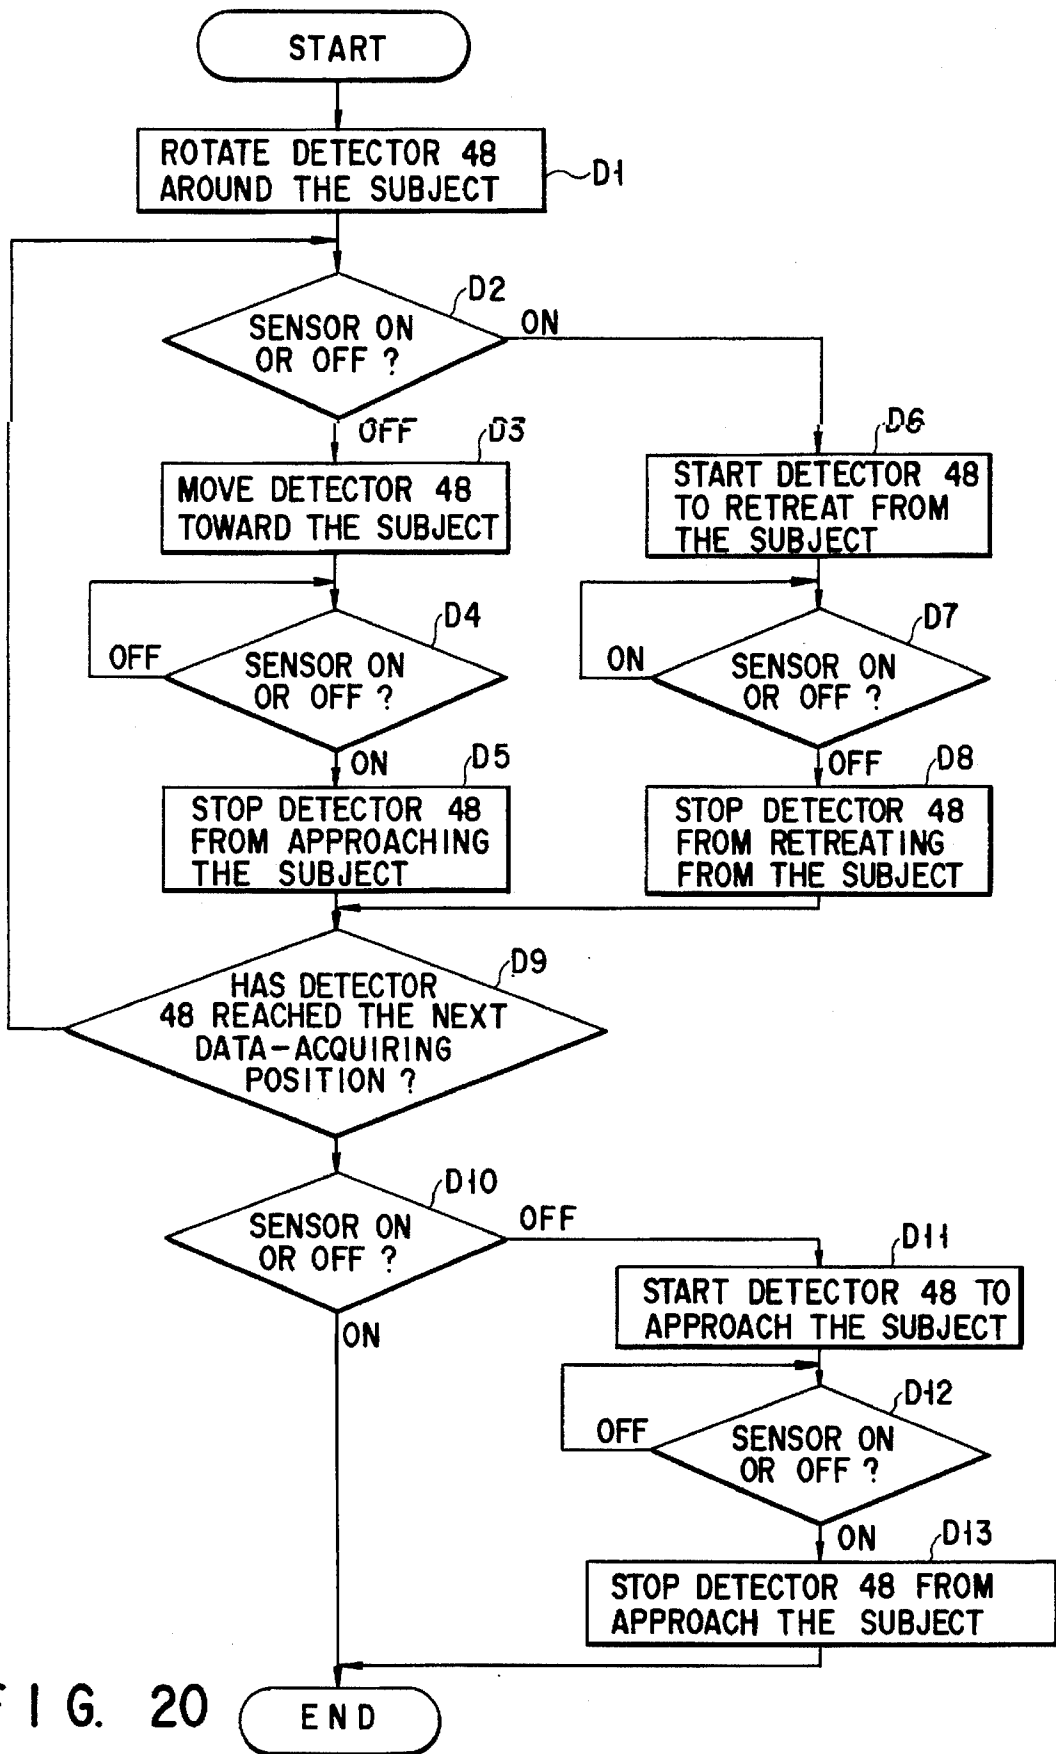 START
ROTATE DETECTOR 48
AROUND THE SUBJECT
D1
D2
SENSOR ON
OR OFF ?
ON
OFF
D3
MOVE DETECTOR 48
TOWARD THE SUBJECT
D6
START DETECTOR 48
TO RETREAT FROM
THE SUBJECT
D4
OFF
SENSOR ON
OR OFF ?
D7
ON
SENSOR ON
OR OFF ?
ON
D5
STOP DETECTOR 48
FROM APPROACHING
THE SUBJECT
OFF
D8
STOP DETECTOR 48
FROM RETREATING
FROM THE SUBJECT
D9
HAS DETECTOR
48 REACHED THE NEXT
DATA-ACQUIRING
POSITION ?
D10
SENSOR ON
OR OFF ?
OFF
ON
D11
START DETECTOR 48 TO
APPROACH THE SUBJECT
D12
OFF
SENSOR ON
OR OFF ?
ON
D13
STOP DETECTOR 48 FROM
APPROACH THE SUBJECT
END
FIG. 20